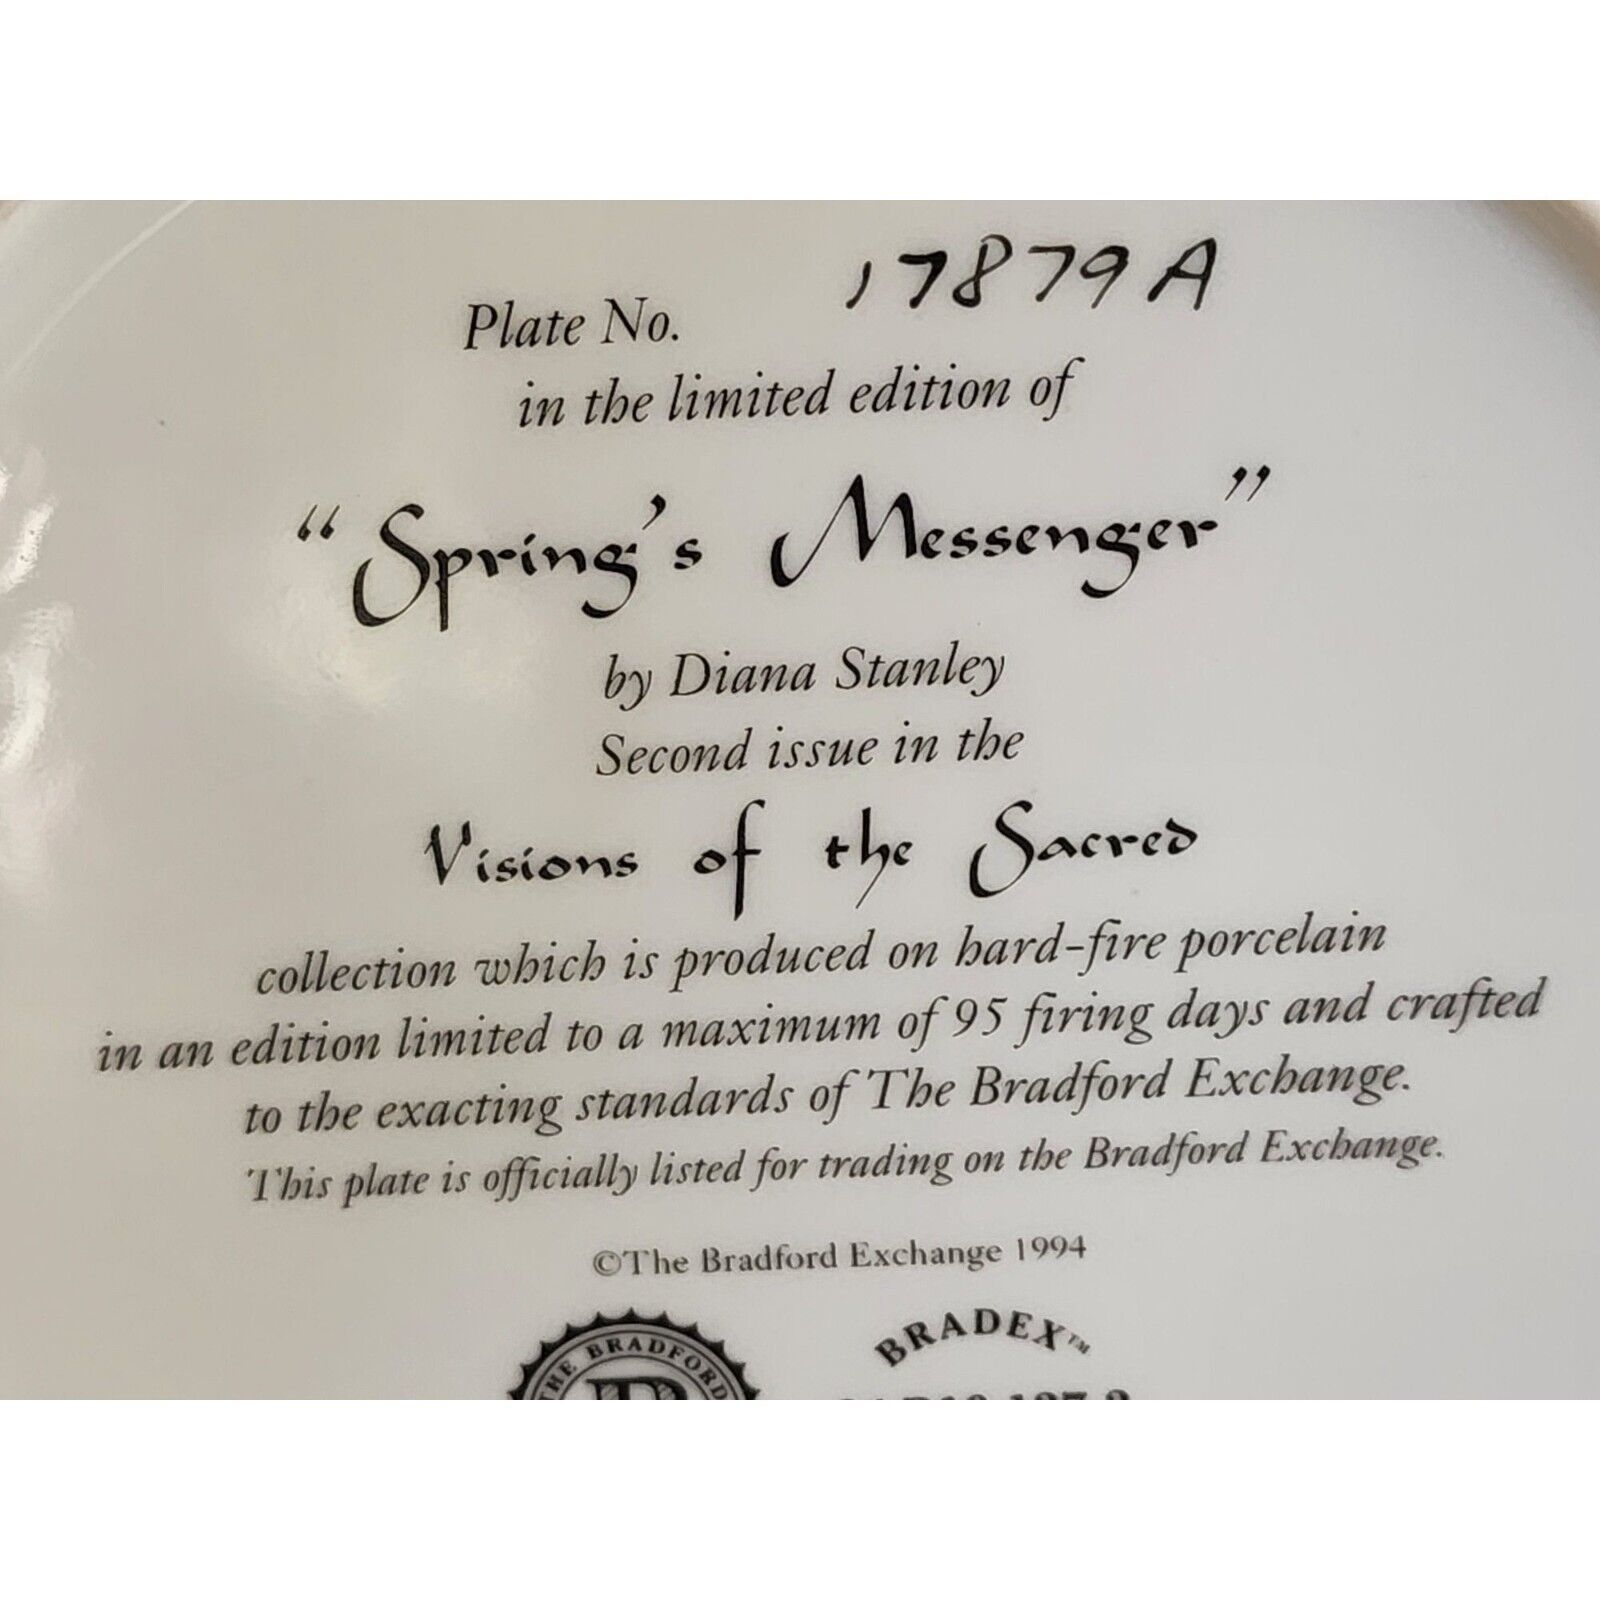 17879A
Plate No.
in the limited edition of
"Spring's Messenger"
by Diana Stanley
Second issue in the
Visions of the Sacred
collection which is produced on hard-fire porcelain
in an edition limited to a maximum of 95 firing days and crafted
to the exacting standards of The Bradford Exchange.
This plate is officially listed for trading on the Bradford Exchange.
©The Bradford Exchange 1994
THE BRADFORD
BRADEX™